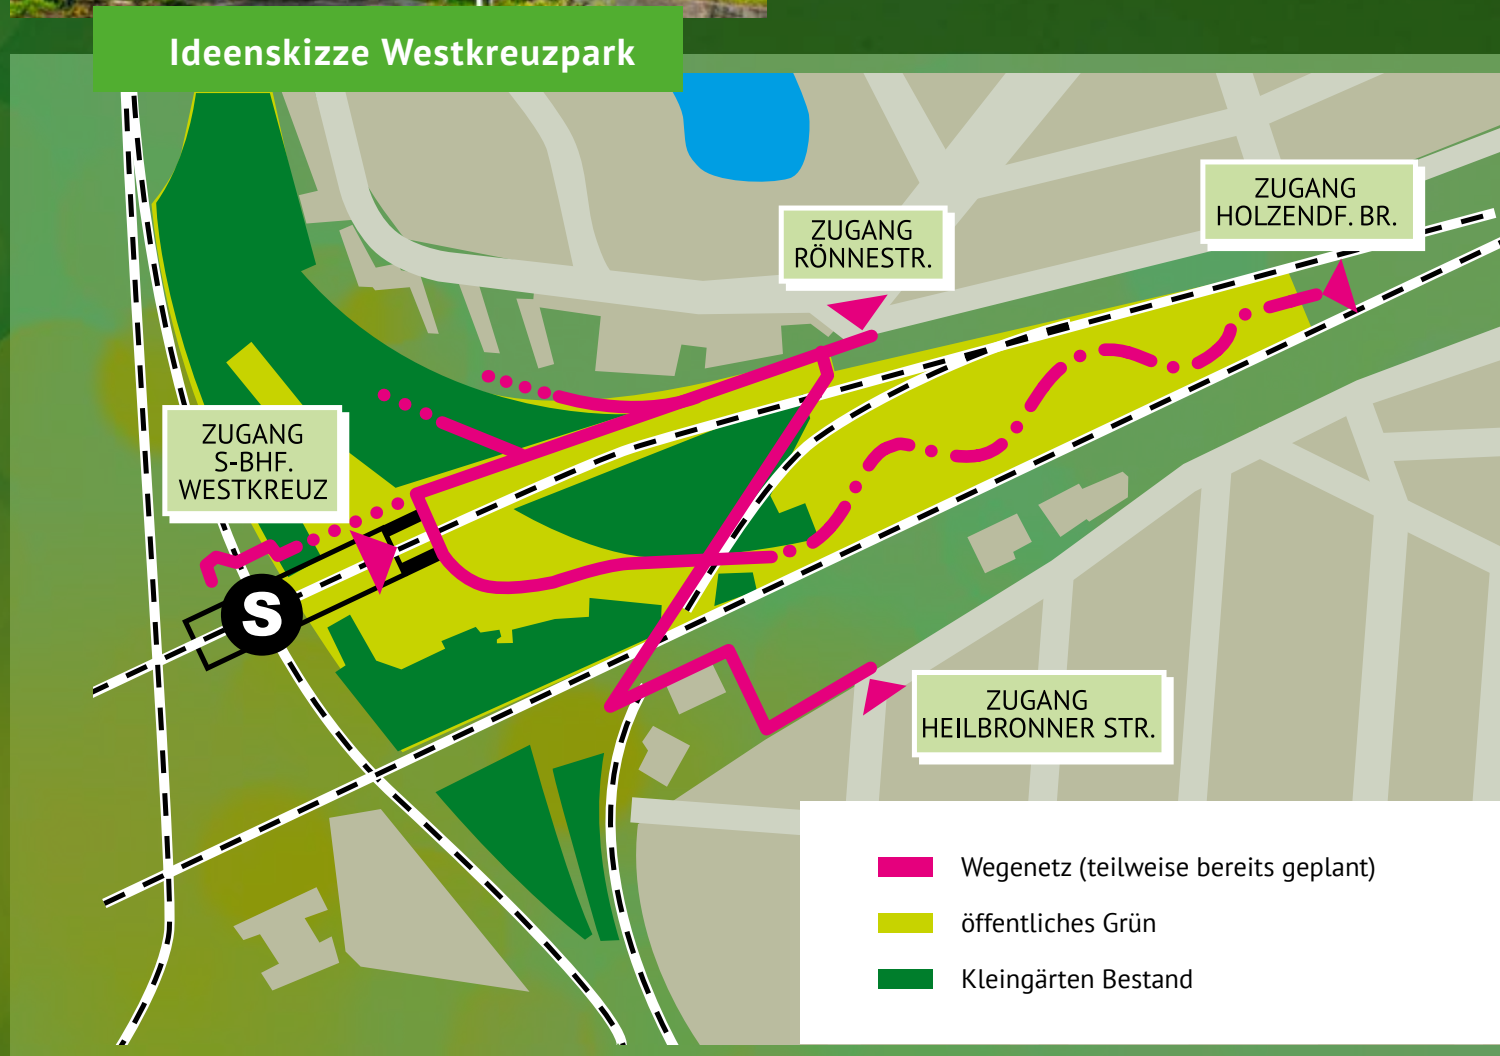 Ideenskizze Westkreuzpark
ZUGANG
HOLZENDF. BR.
ZUGANG
RÖNNESTR.
ZUGANG
S-BHF.
WESTKREUZ
S
ZUGANG
HEILBRONNER STR.
Wegenetz (teilweise bereits geplant)
öffentliches Grün
Kleingärten Bestand